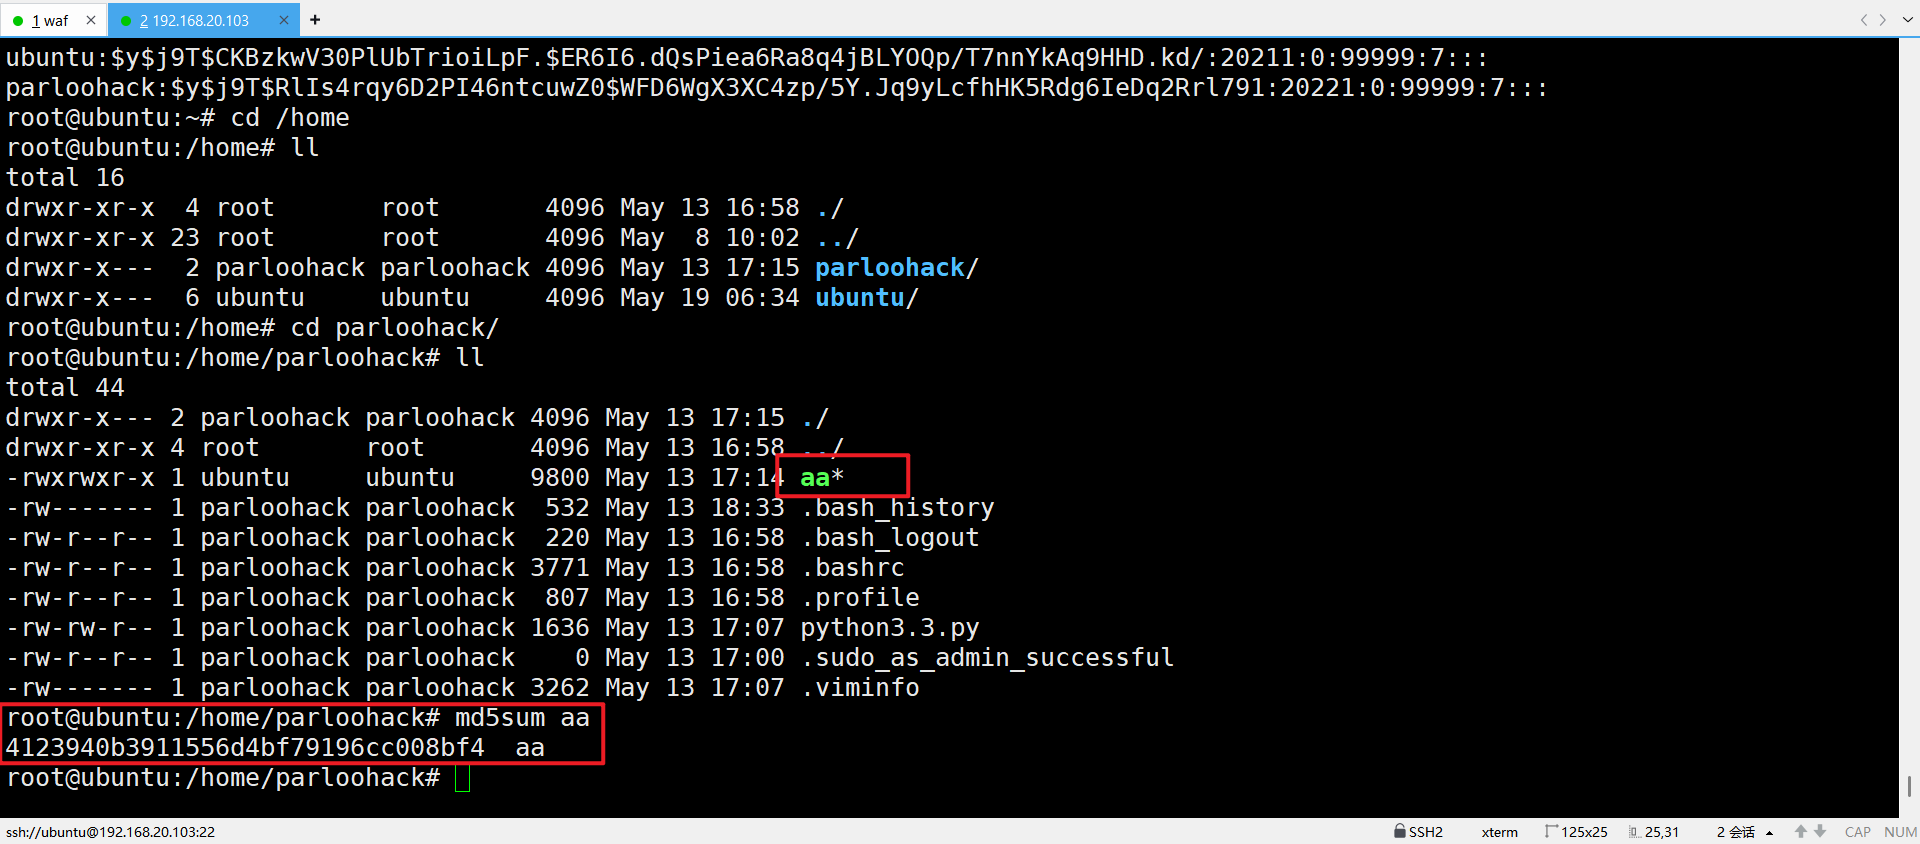 1 waf × 2 192.168.20.103 × +
ubuntu:$y$j9T$CKBzkwV30PlUbTrioiLpF.$ER6I6.dQsPiea6Ra8q4jBLYOQp/T7nnYkAq9HHD.kd/:20211:0:99999:7:::
parloohack:$y$j9T$RlIs4rqy6D2PI46ntcuwZ0$WFD6WgX3XC4zp/5Y.Jq9yLcfhHK5Rdg6IeDq2Rrl791:20221:0:99999:7:::
root@ubuntu:~# cd /home
root@ubuntu:/home# ll
total 16
drwxr-xr-x  4 root       root       4096 May 13 16:58 ./
drwxr-xr-x 23 root       root       4096 May  8 10:02 ../
drwxr-x---  2 parloohack parloohack 4096 May 13 17:15 parloohack/
drwxr-x---  6 ubuntu     ubuntu     4096 May 19 06:34 ubuntu/
root@ubuntu:/home# cd parloohack/
root@ubuntu:/home/parloohack# ll
total 44
drwxr-x--- 2 parloohack parloohack 4096 May 13 17:15 ./
drwxr-xr-x 4 root       root       4096 May 13 16:58 ../
-rwxrwxr-x 1 ubuntu     ubuntu     9800 May 13 17:14 aa*
-rw------- 1 parloohack parloohack  532 May 13 18:33 .bash_history
-rw-r--r-- 1 parloohack parloohack  220 May 13 16:58 .bash_logout
-rw-r--r-- 1 parloohack parloohack 3771 May 13 16:58 .bashrc
-rw-r--r-- 1 parloohack parloohack  807 May 13 16:58 .profile
-rw-rw-r-- 1 parloohack parloohack 1636 May 13 17:07 python3.3.py
-rw-r--r-- 1 parloohack parloohack    0 May 13 17:00 .sudo_as_admin_successful
-rw------- 1 parloohack parloohack 3262 May 13 17:07 .viminfo
root@ubuntu:/home/parloohack# md5sum aa
4123940b3911556d4bf79196cc008bf4  aa
root@ubuntu:/home/parloohack#
ssh://ubuntu@192.168.20.103:22 SSH2 xterm 125x25 25,31 2 会话 CAP NUM